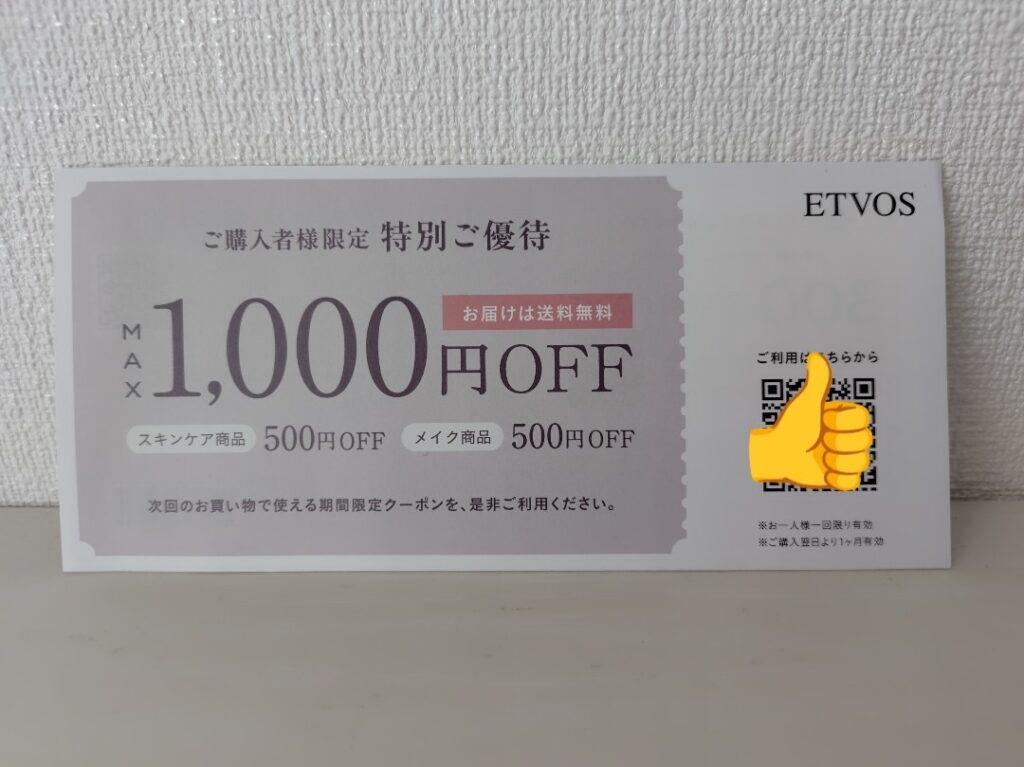 ETVOS
ご購入者様限定 特別ご優待
お届けは送料無料
MAX 1,000円OFF
スキンケア商品 500円OFF メイク商品 500円OFF
次回のお買い物で使える期間限定クーポンを、是非ご利用ください。
ご利用は ちらから
※お一人様一回限り有効
※ご購入翌日より1ヶ月有効